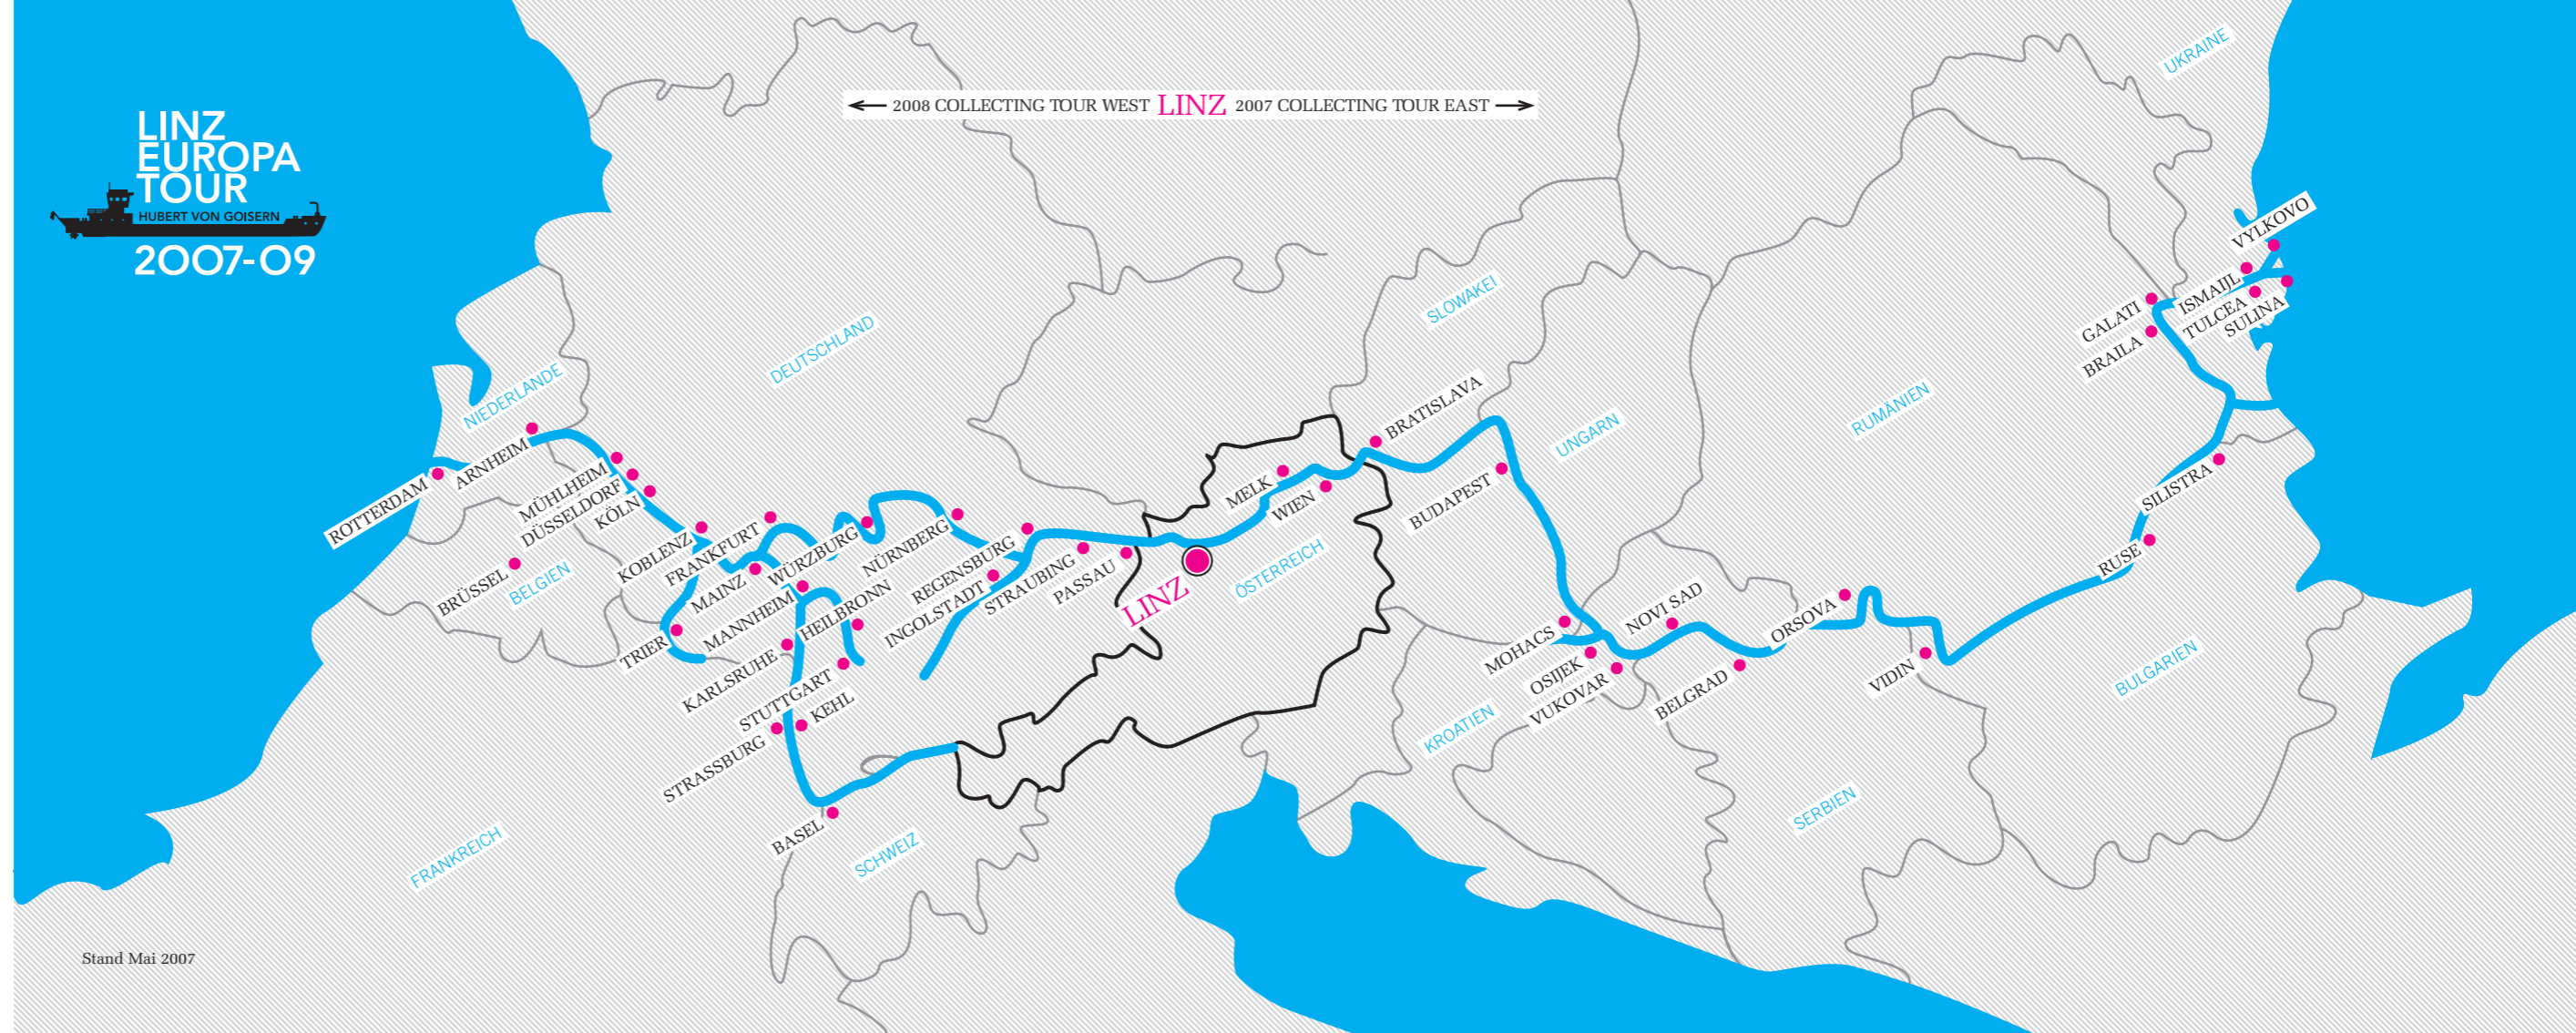 LINZ
EUROPA
TOUR
HUBERT VON GOISERN
2007-09
2008 COLLECTING TOUR WEST LINZ 2007 COLLECTING TOUR EAST
UKRAINE
VYLKOVO
ISMAIJL
TULCEA
SULINA
GALATI
BRAILA
SLOWAKEI
DEUTSCHLAND
NIEDERLANDE
BRATISLAVA
UNGARN
RUMÄNIEN
ROTTERDAM
ARNHEIM
MÜHLHEIM
DÜSSELDORF
KÖLN
BRÜSSEL
BELGIEN
KOBLENZ
FRANKFURT
MAINZ
WÜRZBURG
NÜRNBERG
REGENSBURG
INGOLSTADT
STRAUBING
PASSAU
LINZ
ÖSTERREICH
MELK
WIEN
BUDAPEST
SILISTRA
RUSE
TRIER
MANNHEIM
HEILBRONN
KARLSRUHE
STUTTGART
KEHL
STRASSBURG
BASEL
SCHWEIZ
FRANKREICH
MOHACS
OSIJEK
VUKOVAR
NOVI SAD
BELGRAD
ORSOVA
VIDIN
BULGARIEN
KROATIEN
SERBIEN
Stand Mai 2007